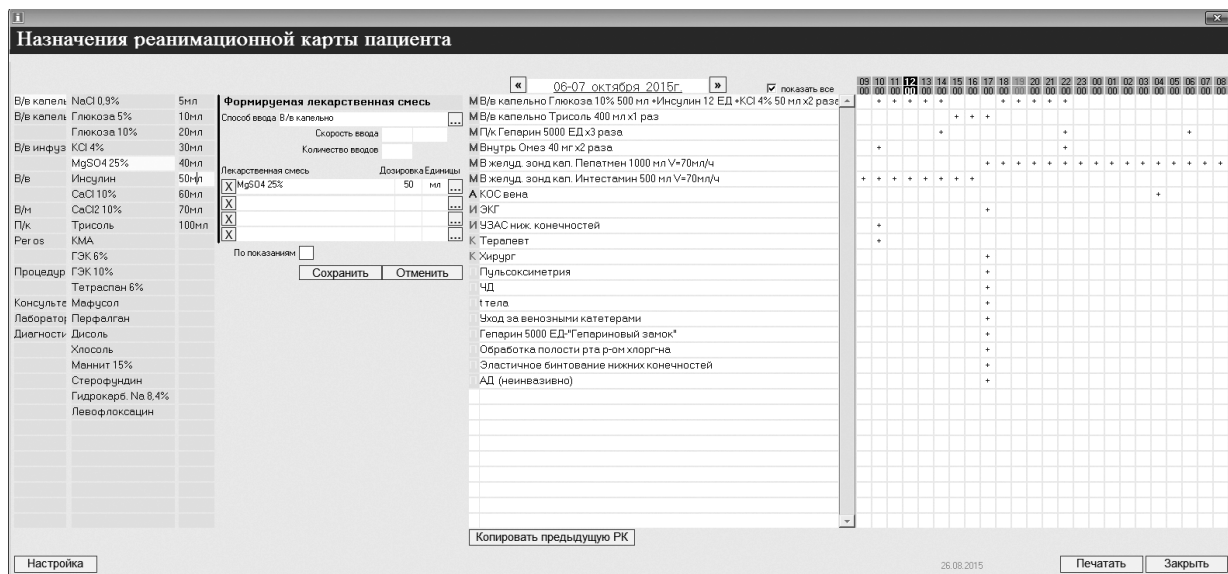 Назначения реанимационной карты пациента
« 06-07 октября 2015г. » показать все
09 10 11 12 13 14 15 16 17 18 19 20 21 22 23 00 01 02 03 04 05 06 07 08
00 00 00 00 00 00 00 00 00 00 00 00 00 00 00 00 00 00 00 00 00 00 00 00
В/в капель NaCl 0,9% 5мл
В/в капель Глюкоза 5% 10мл
Глюкоза 10% 20мл
В/в инфуз KCl 4% 30мл
MgSO4 25% 40мл
В/в Инсулин 50мл
CaCl 10% 60мл
В/м CaCl2 10% 70мл
П/к Трисоль 100мл
Per os КМА
ГЭК 6%
Процедур ГЭК 10%
Тетраспан 6%
Консульта Мафусол
Лаборатор Перфалган
Диагности Дисоль
Хлосоль
Маннит 15%
Стерофундин
Гидрокарб. Na 8,4%
Левофлоксацин
Формируемая лекарственная смесь
Способ ввода В/в капельно ...
Скорость ввода
Количество вводов
Лекарственная смесь Дозировка Единицы
X MgSO4 25% 50 мл ...
X ...
X ...
X ...
По показаниям
Сохранить Отменить
М В/в капельно Глюкоза 10% 500 мл +Инсулин 12 ЕД +KCl 4% 50 мл x2 раза
М В/в капельно Трисоль 400 мл x1 раз
М П/к Гепарин 5000 ЕД x3 раза
М Внутрь Омез 40 мг x2 раза
М В желуд. зонд кап. Пепатмен 1000 мл V=70мл/ч
М В желуд. зонд кап. Интестамин 500 мл V=70мл/ч
А КОС вена
И ЭКГ
И УЗАС ниж. конечностей
К Терапевт
К Хирург
Пульсоксиметрия
ЧД
t тела
Уход за венозными катетерами
Гепарин 5000 ЕД-"Гепариновый замок"
Обработка полости рта р-ом хлорг-на
Эластичное бинтование нижних конечностей
АД (неинвазивно)
Копировать предыдущую РК
Настройка 26.08.2015 Печатать Закрыть